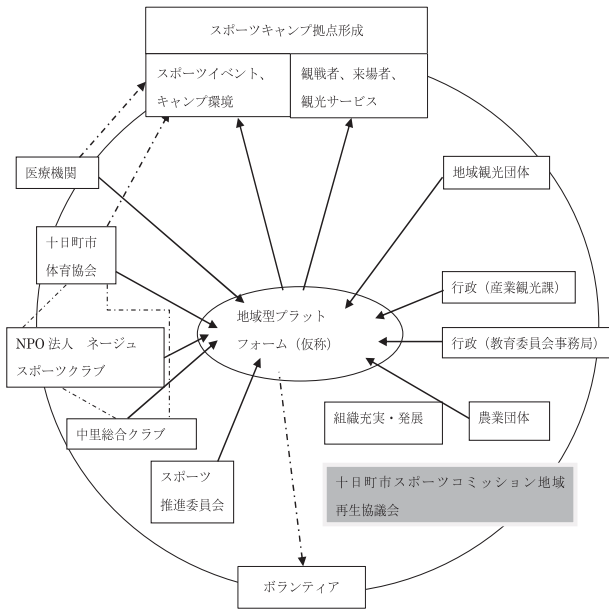 スポーツキャンプ拠点形成
スポーツイベント、
キャンプ環境
観戦者、来場者、
観光サービス
医療機関
地域観光団体
十日町市
体育協会
行政（産業観光課）
地域型プラット
フォーム（仮称）
NPO 法人　ネージュ
スポーツクラブ
行政（教育委員会事務局）
組織充実・発展
農業団体
中里総合クラブ
スポーツ
推進委員会
十日町市スポーツコミッション地域
再生協議会
ボランティア